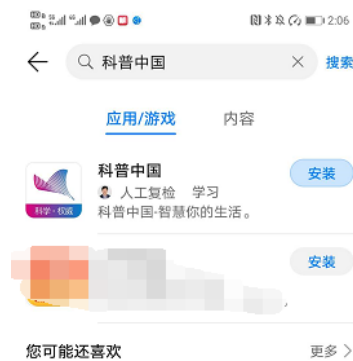 2:06
科普中国
搜索
应用/游戏
内容
科普中国
安装
人工复检 学习
科学·权威
科普中国-智慧你的生活。
安装
您可能还喜欢
更多